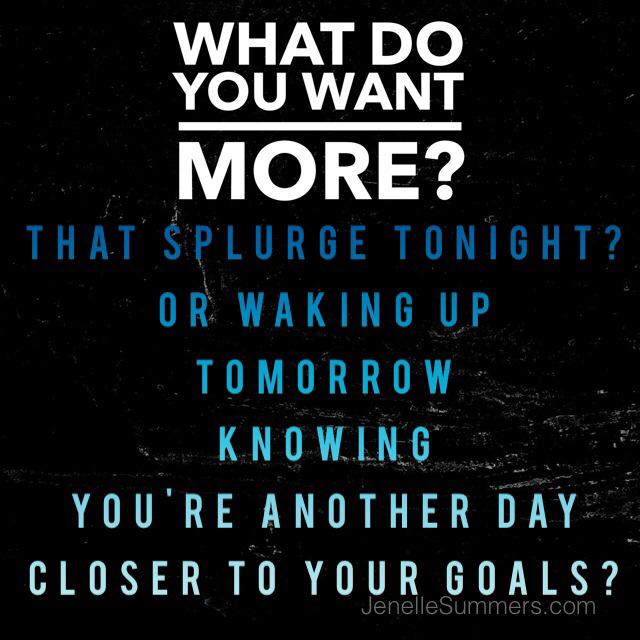 WHAT DO
YOU WANT
MORE?
THAT SPLURGE TONIGHT?
OR WAKING UP
TOMORROW
KNOWING
YOU'RE ANOTHER DAY
CLOSER TO YOUR GOALS?
JenelleSummers.com